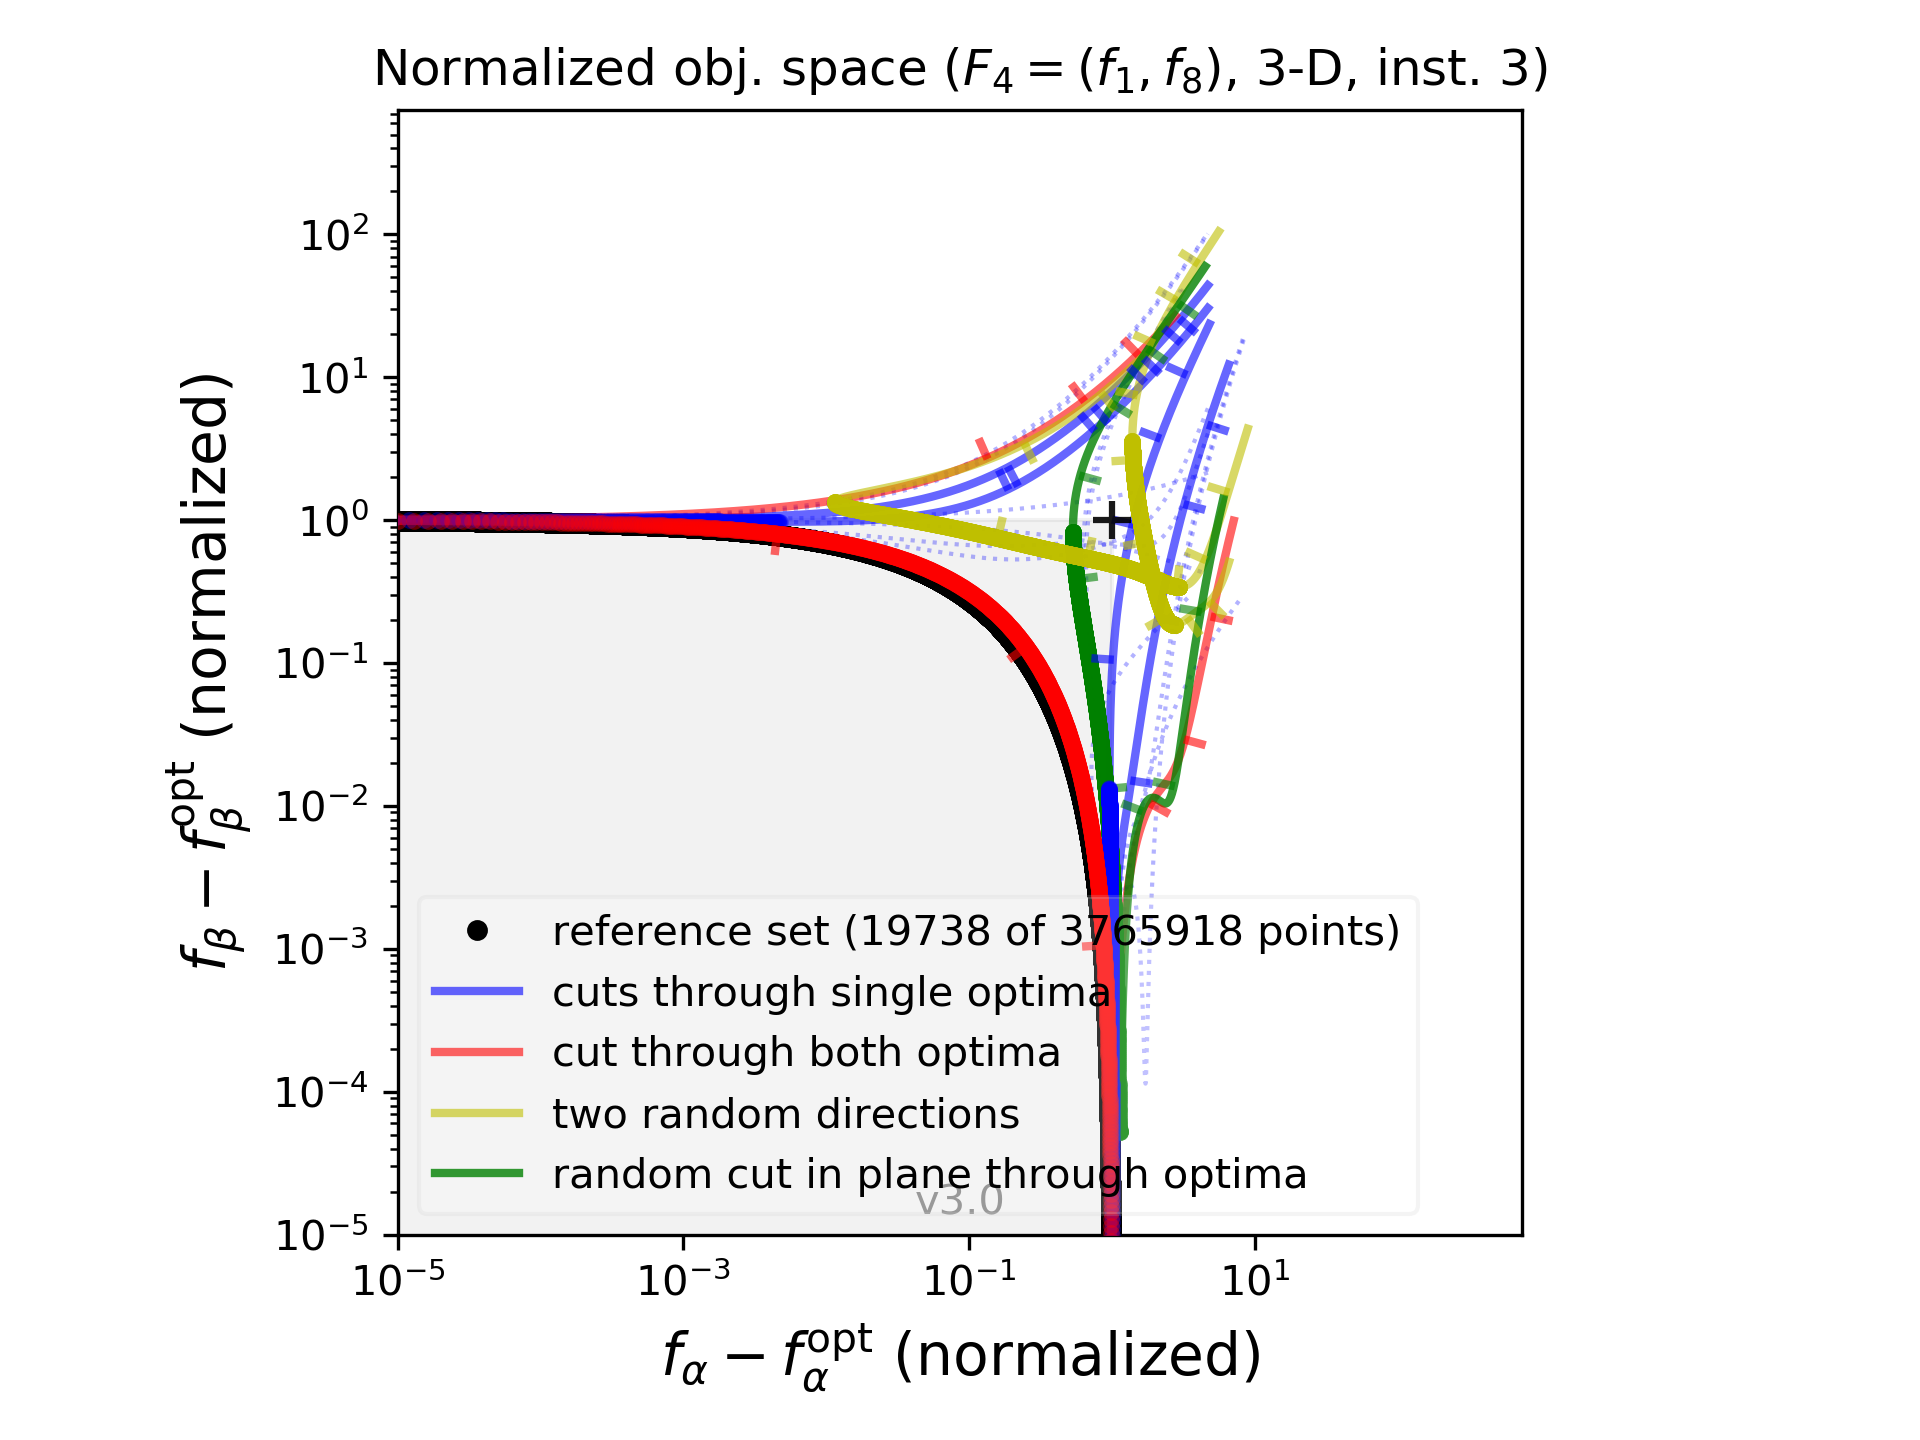 Normalized obj. space (F₄ = (f₁, f₈), 3-D, inst. 3)
10²
10¹
10⁰
10⁻¹
10⁻²
10⁻³
10⁻⁴
10⁻⁵
f_β − f_β^opt (normalized)
reference set (19738 of 3765918 points)
cuts through single optima
cut through both optima
two random directions
random cut in plane through optima
v3.0
10⁻⁵ 10⁻³ 10⁻¹ 10¹
f_α − f_α^opt (normalized)